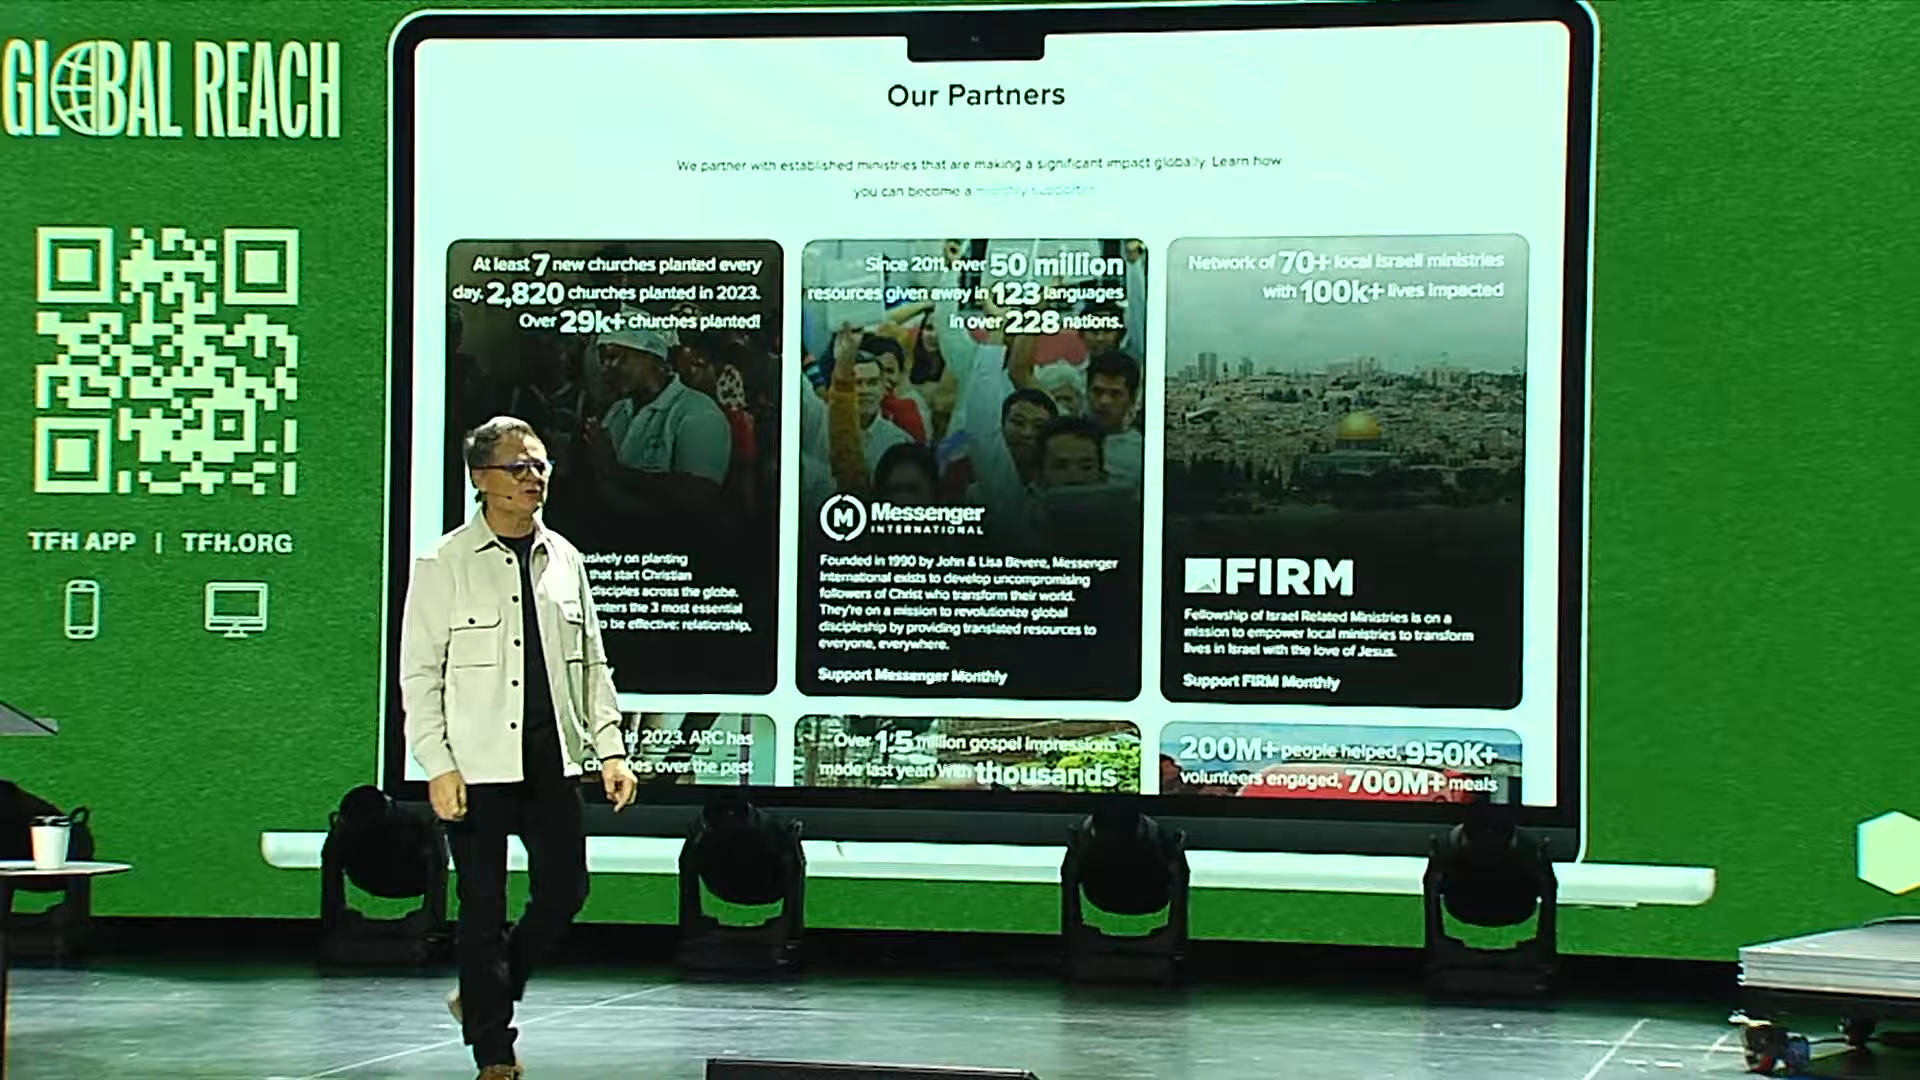 GLOBAL REACH
TFH APP | TFH.ORG
Our Partners
We partner with established ministries that are making a significant impact globally. Learn how
you can become a monthly supporter
At least 7 new churches planted every
day. 2,820 churches planted in 2023.
Over 29k+ churches planted!
usively on planting
that start Christian
disciples across the globe.
nters the 3 most essential
to be effective: relationship,
Since 2011, over 50 million
resources given away in 123 languages
in over 228 nations.
M Messenger
INTERNATIONAL
Founded in 1990 by John & Lisa Bevere, Messenger
International exists to develop uncompromising
followers of Christ who transform their world.
They're on a mission to revolutionize global
discipleship by providing translated resources to
everyone, everywhere.
Support Messenger Monthly
Network of 70+ local Israeli ministries
with 100k+ lives impacted
FIRM
Fellowship of Israel Related Ministries is on a
mission to empower local ministries to transform
lives in Israel with the love of Jesus.
Support FIRM Monthly
in 2023. ARC has
ches over the past
Over 1.5 million gospel impressions
made last year! With thousands
200M+ people helped, 950K+
volunteers engaged, 700M+ meals